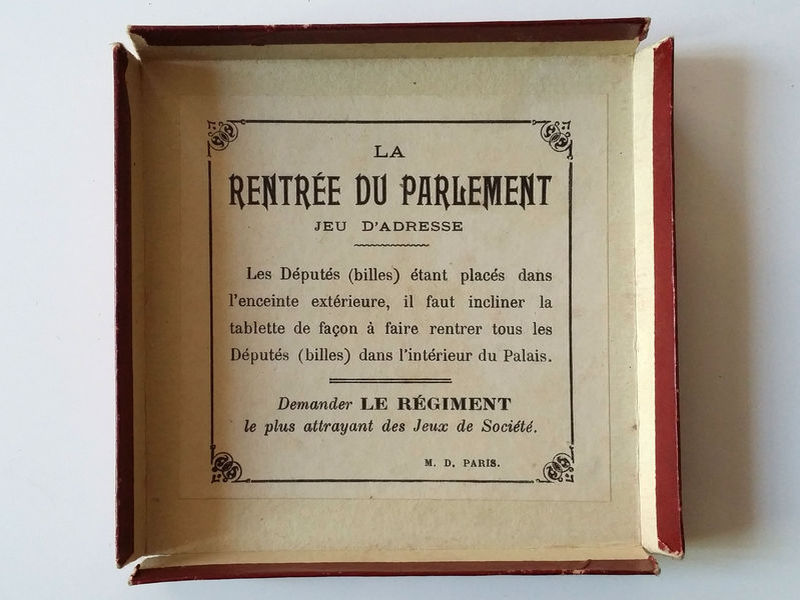 LA
RENTRÉE DU PARLEMENT
JEU D'ADRESSE
Les Députés (billes) étant placés dans
l'enceinte extérieure, il faut incliner la
tablette de façon à faire rentrer tous les
Députés (billes) dans l'intérieur du Palais.
Demander LE RÉGIMENT
le plus attrayant des Jeux de Société.
M. D. PARIS.